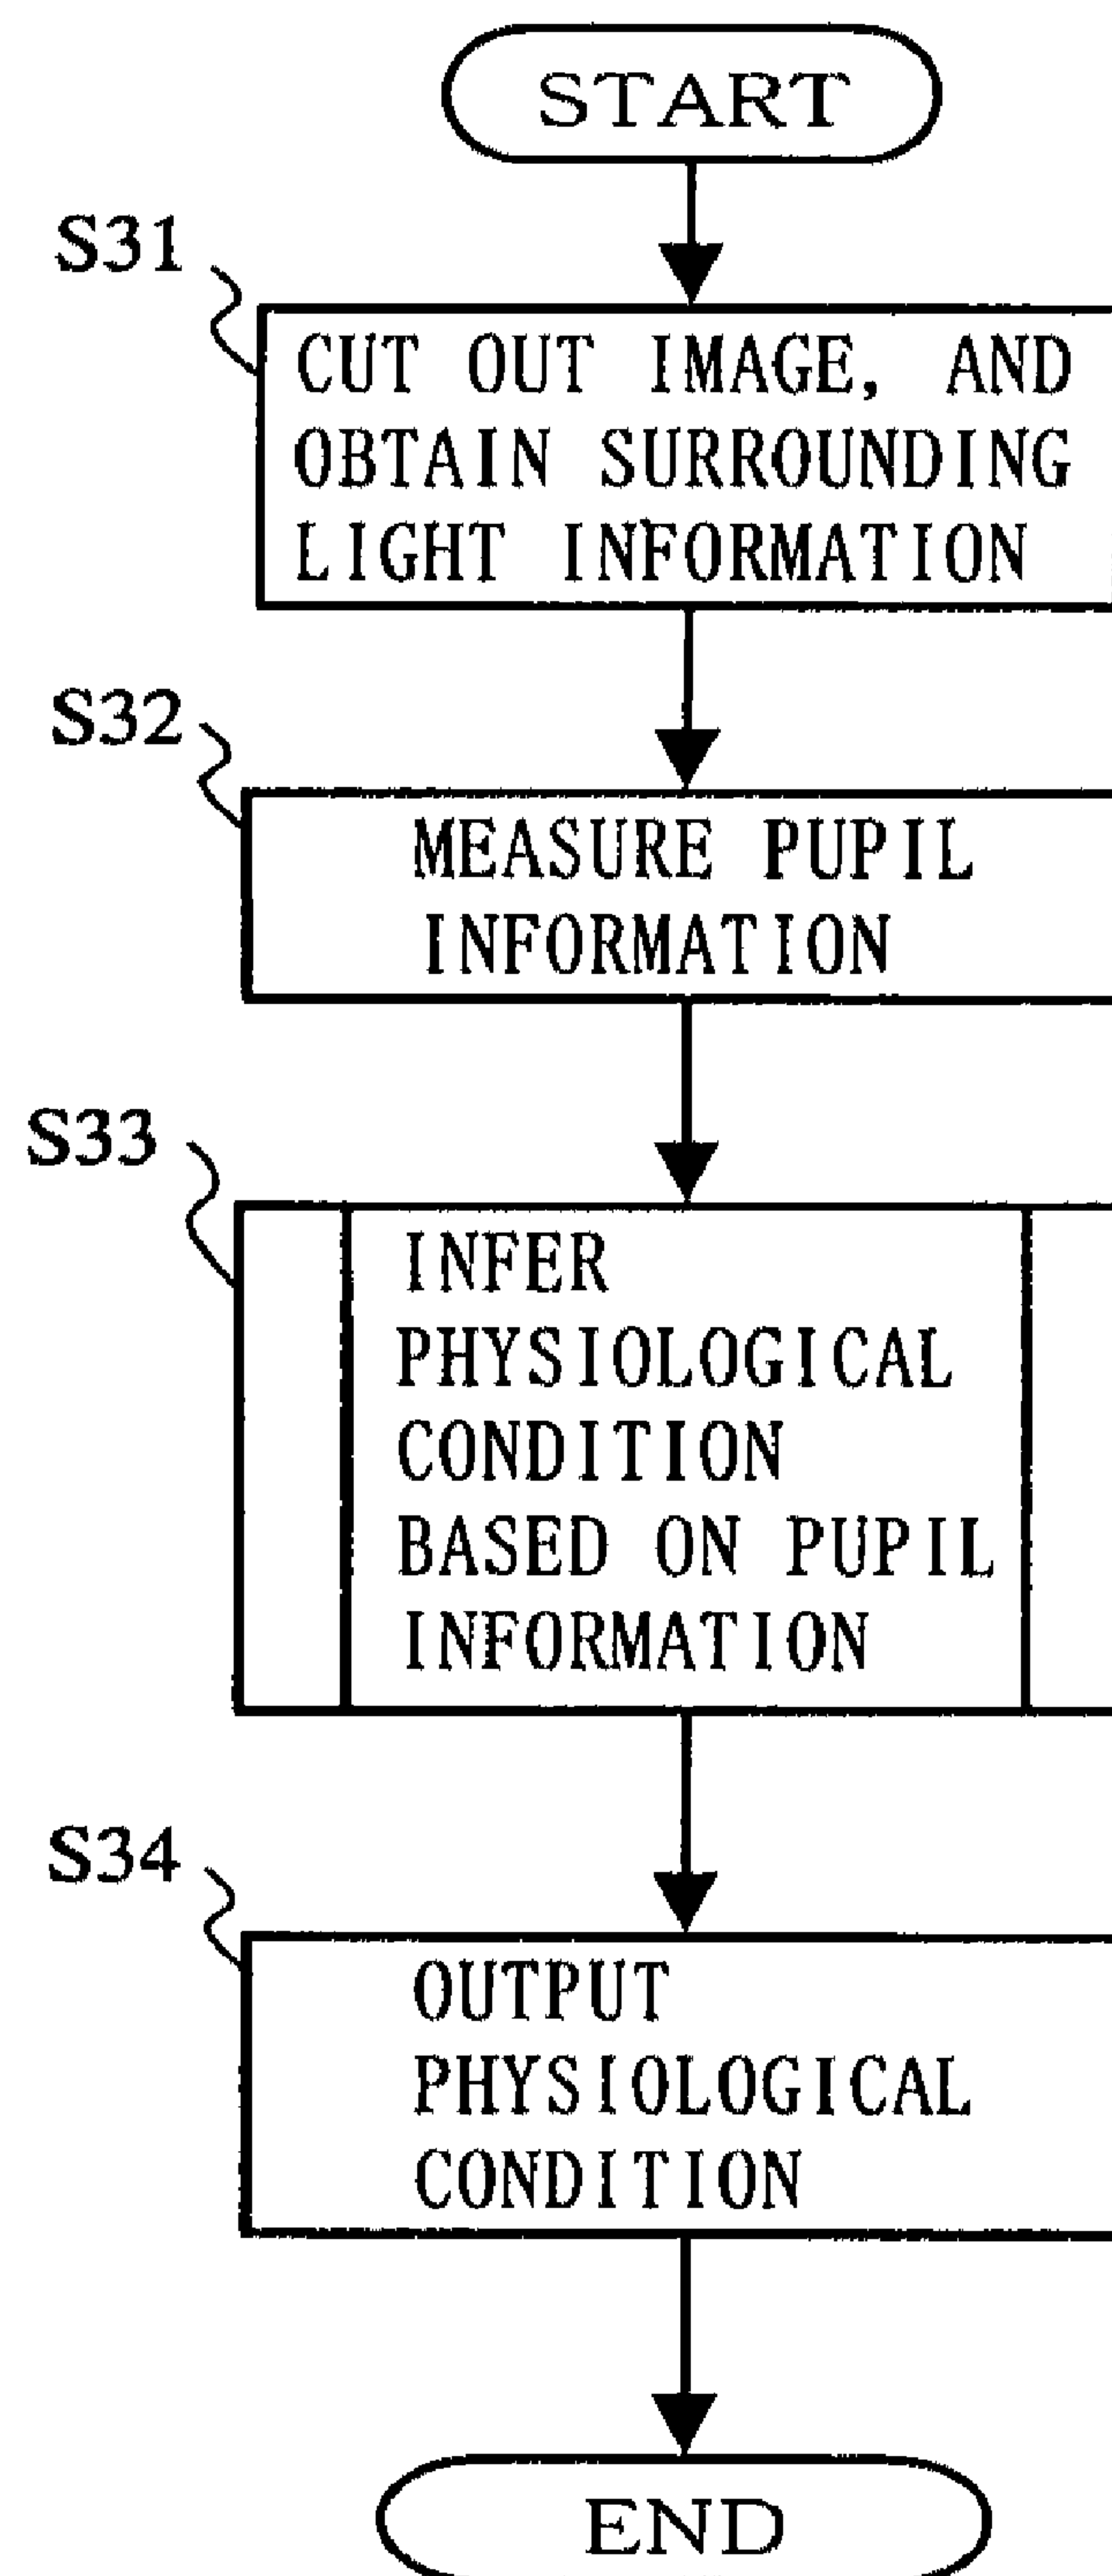 START
S31
CUT OUT IMAGE, AND
OBTAIN SURROUNDING
LIGHT INFORMATION
S32
MEASURE PUPIL
INFORMATION
S33
INFER
PHYSIOLOGICAL
CONDITION
BASED ON PUPIL
INFORMATION
S34
OUTPUT
PHYSIOLOGICAL
CONDITION
END